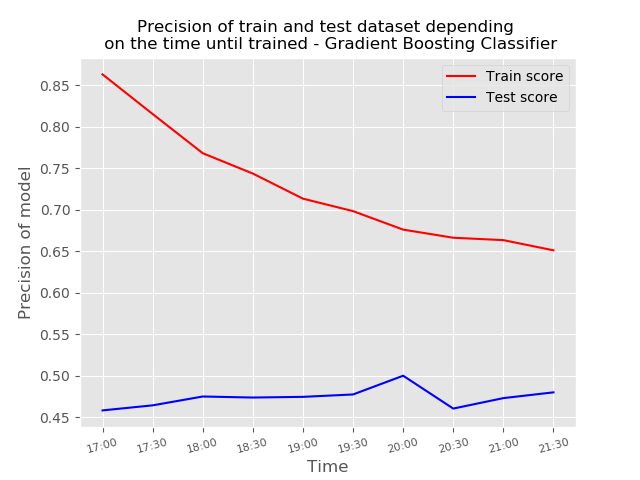 Precision of train and test dataset depending
on the time until trained - Gradient Boosting Classifier
Train score
Test score
Precision of model
0.85
0.80
0.75
0.70
0.65
0.60
0.55
0.50
0.45
17:00 17:30 18:00 18:30 19:00 19:30 20:00 20:30 21:00 21:30
Time